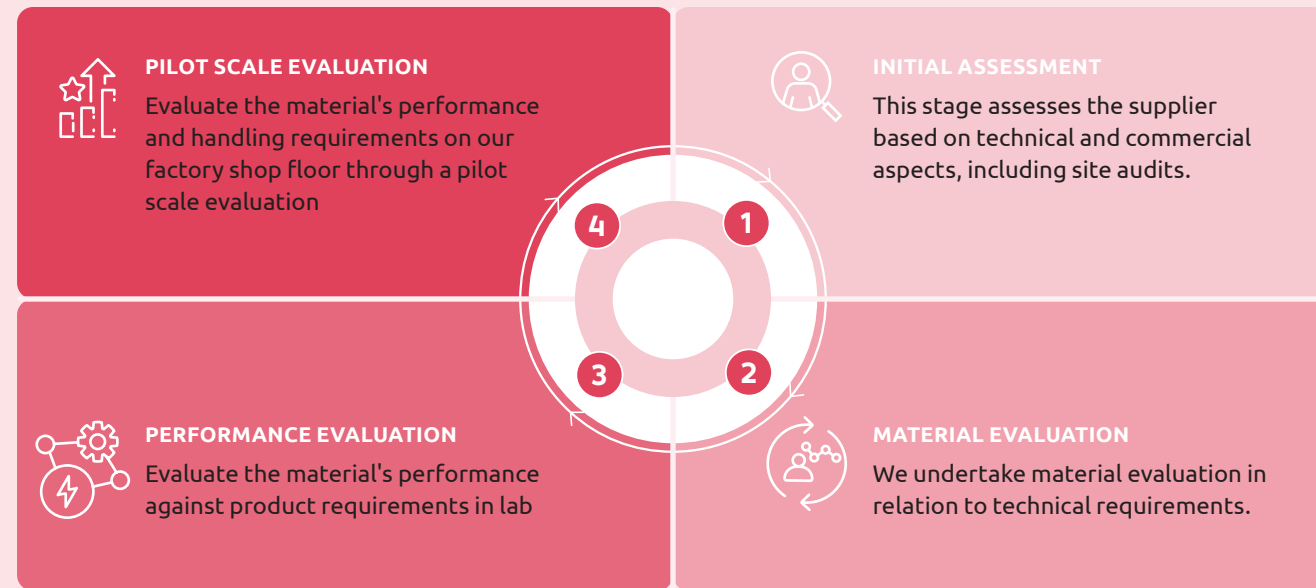 PILOT SCALE EVALUATION
Evaluate the material's performance
and handling requirements on our
factory shop floor through a pilot
scale evaluation
INITIAL ASSESSMENT
This stage assesses the supplier
based on technical and commercial
aspects, including site audits.
4
1
3
2
PERFORMANCE EVALUATION
Evaluate the material's performance
against product requirements in lab
MATERIAL EVALUATION
We undertake material evaluation in
relation to technical requirements.